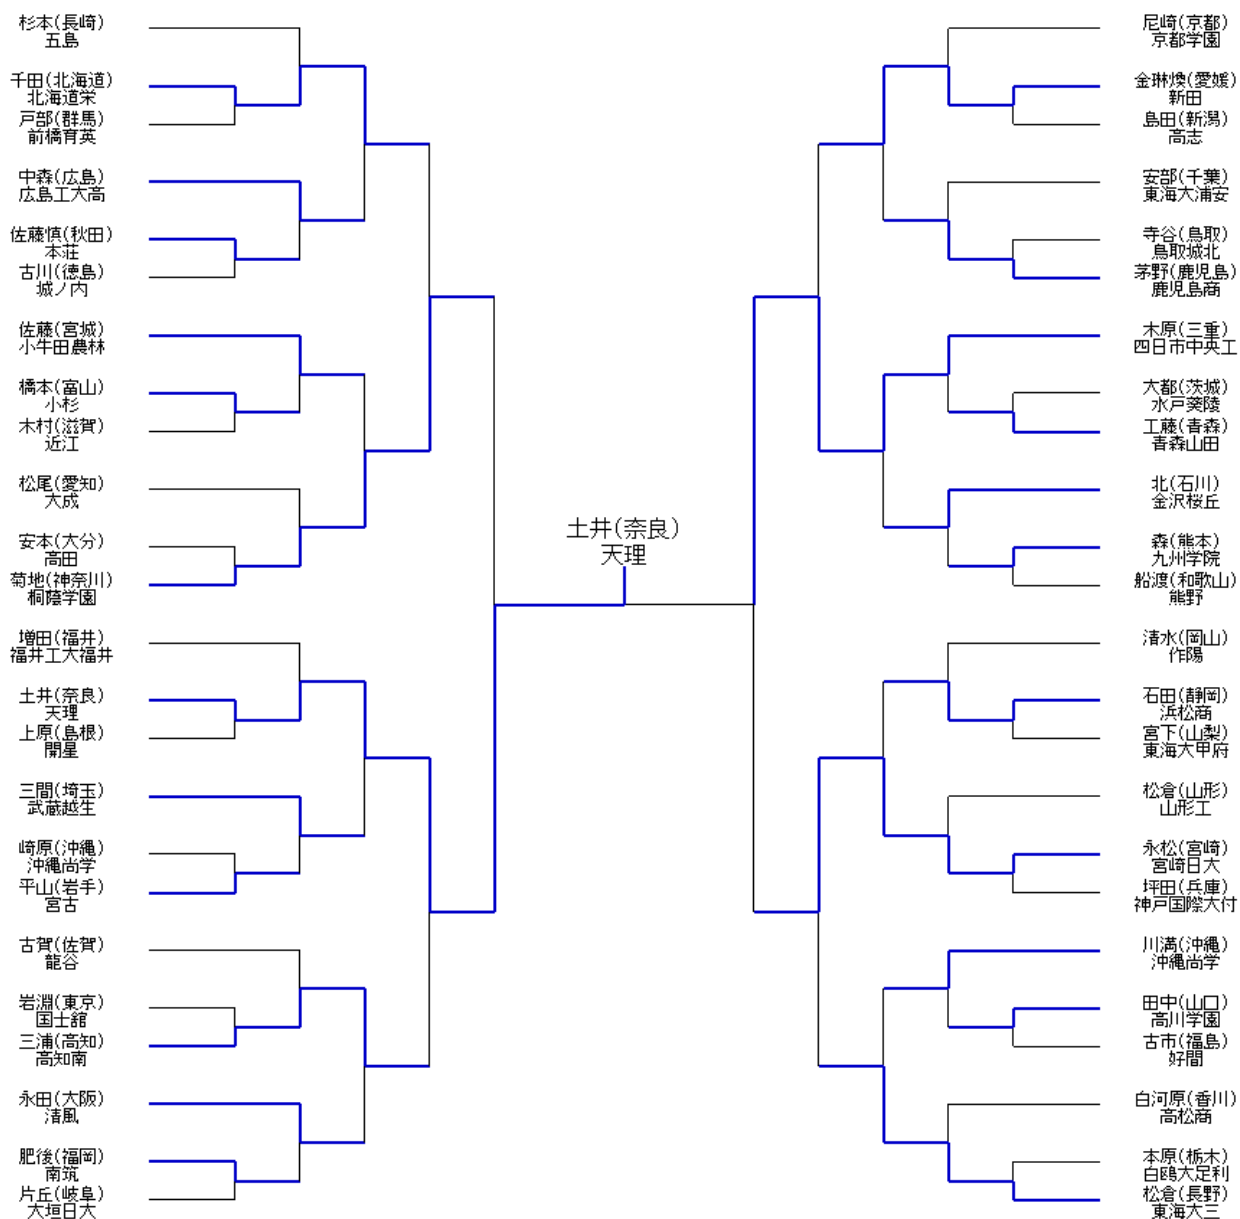 杉本(長崎)
五島
千田(北海道)
北海道栄
戸部(群馬)
前橋育英
中森(広島)
広島工大高
佐藤慎(秋田)
本荘
古川(徳島)
城ノ内
佐藤(宮城)
小牛田農林
橋本(富山)
小杉
木村(滋賀)
近江
松尾(愛知)
大成
安本(大分)
高田
菊地(神奈川)
桐蔭学園
増田(福井)
福井工大福井
土井(奈良)
天理
上原(島根)
開星
三間(埼玉)
武蔵越生
崎原(沖縄)
沖縄尚学
平山(岩手)
宮古
古賀(佐賀)
龍谷
岩淵(東京)
国士舘
三浦(高知)
高知南
永田(大阪)
清風
肥後(福岡)
南筑
片丘(岐阜)
大垣日大
土井(奈良)
天理
尼崎(京都)
京都学園
金琳煥(愛媛)
新田
島田(新潟)
高志
安部(千葉)
東海大浦安
寺谷(鳥取)
鳥取城北
茅野(鹿児島)
鹿児島商
木原(三重)
四日市中央工
大都(茨城)
水戸葵陵
工藤(青森)
青森山田
北(石川)
金沢桜丘
森(熊本)
九州学院
船渡(和歌山)
熊野
清水(岡山)
作陽
石田(静岡)
浜松商
宮下(山梨)
東海大甲府
松倉(山形)
山形工
永松(宮崎)
宮崎日大
坪田(兵庫)
神戸国際大付
川満(沖縄)
沖縄尚学
田中(山口)
高川学園
古市(福島)
好間
白河原(香川)
高松商
本原(栃木)
白鴎大足利
松倉(長野)
東海大三